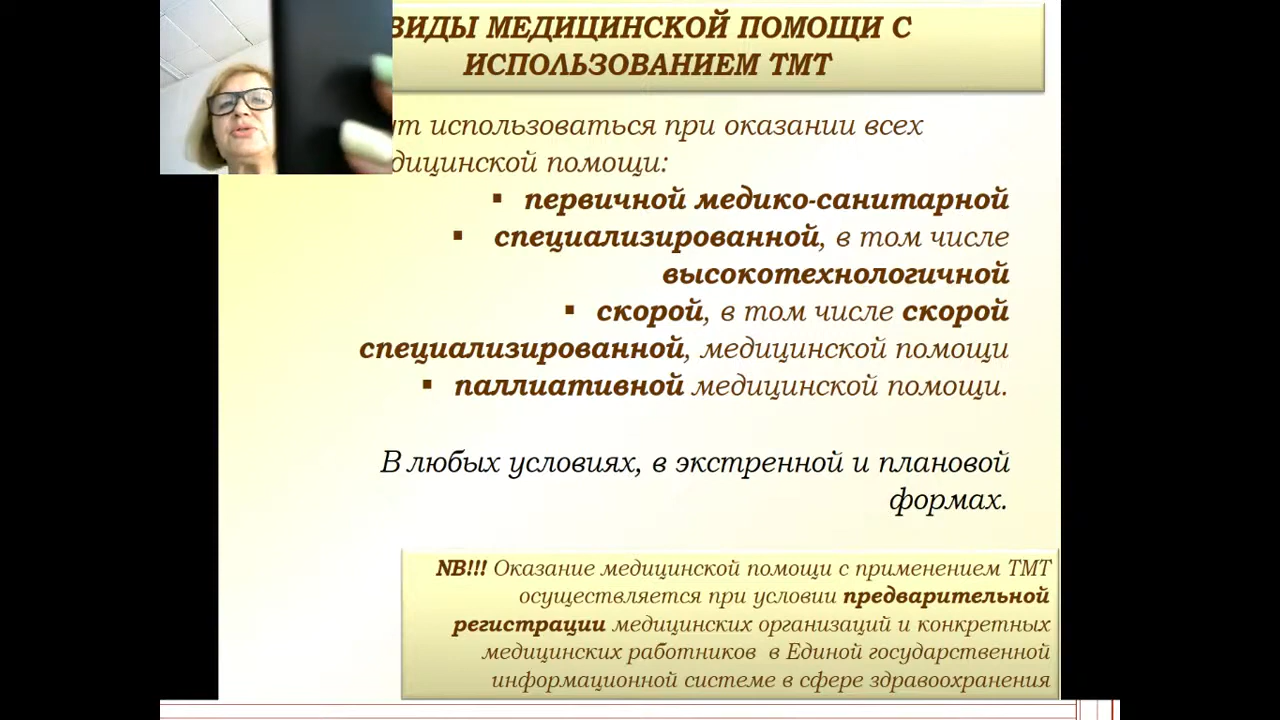 ВИДЫ МЕДИЦИНСКОЙ ПОМОЩИ С
ИСПОЛЬЗОВАНИЕМ ТМТ
использоваться при оказании всех
помощи:
▪ первичной медико-санитарной
▪ специализированной, в том числе
высокотехнологичной
▪ скорой, в том числе скорой
специализированной, медицинской помощи
▪ паллиативной медицинской помощи.
В любых условиях, в экстренной и плановой
формах.
NB!!! Оказание медицинской помощи с применением ТМТ
осуществляется при условии предварительной
регистрации медицинских организаций и конкретных
медицинских работников в Единой государственной
информационной системе в сфере здравоохранения